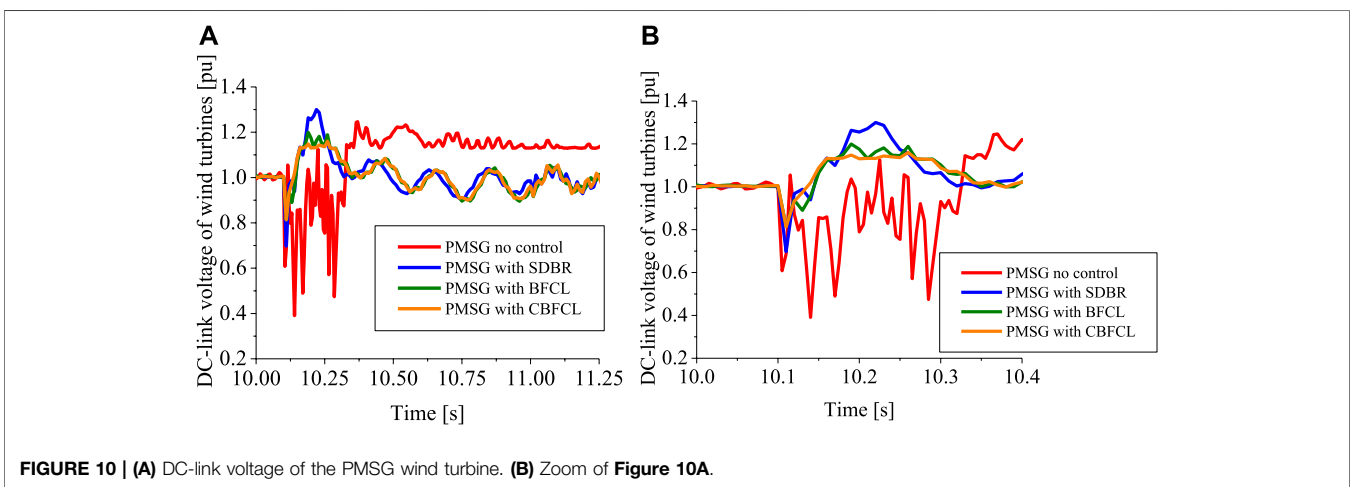 A
DC-link voltage of wind turbines [pu]
1.4
1.2
1.0
0.8
0.6
0.4
0.2
10.00 10.25 10.50 10.75 11.00 11.25
Time [s]
PMSG no control
PMSG with SDBR
PMSG with BFCL
PMSG with CBFCL
B
DC-link voltage of wind turbines [pu]
1.4
1.2
1.0
0.8
0.6
0.4
0.2
10.0 10.1 10.2 10.3 10.4
Time [s]
PMSG no control
PMSG with SDBR
PMSG with BFCL
PMSG with CBFCL
FIGURE 10 | (A) DC-link voltage of the PMSG wind turbine. (B) Zoom of Figure 10A.